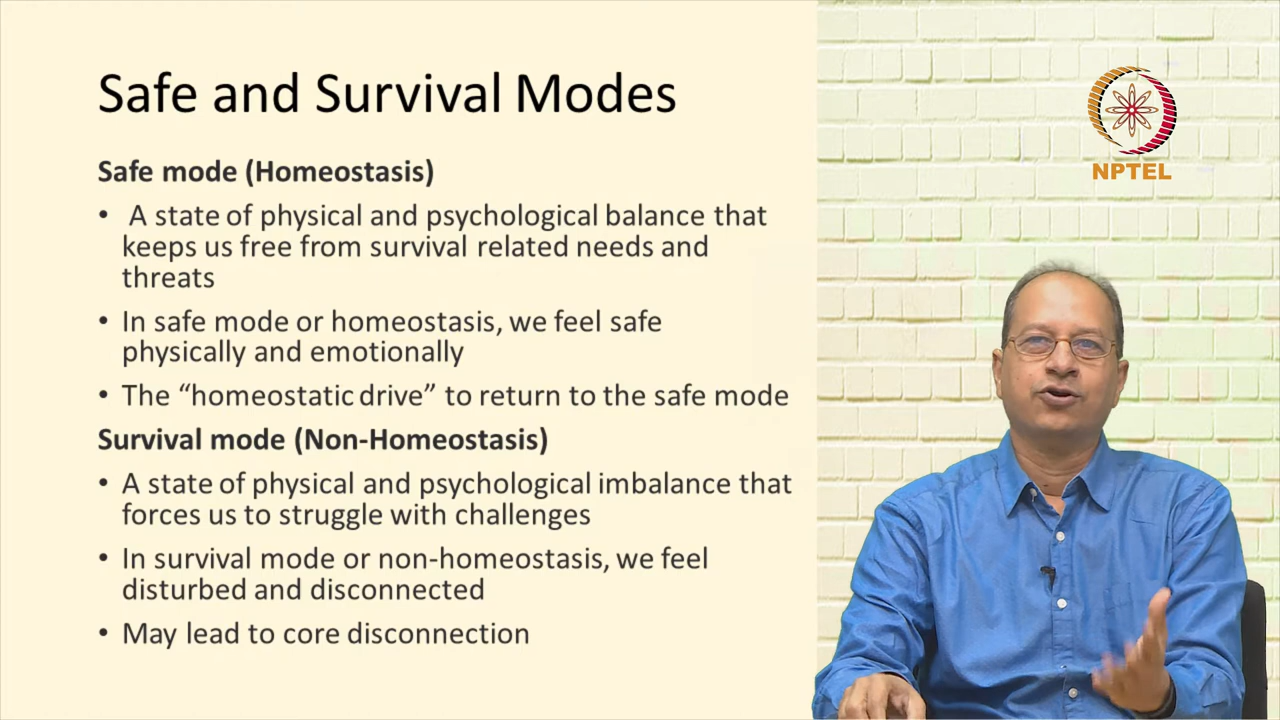 Safe and Survival Modes
Safe mode (Homeostasis)
• A state of physical and psychological balance that
keeps us free from survival related needs and
threats
• In safe mode or homeostasis, we feel safe
physically and emotionally
• The “homeostatic drive” to return to the safe mode
Survival mode (Non-Homeostasis)
• A state of physical and psychological imbalance that
forces us to struggle with challenges
• In survival mode or non-homeostasis, we feel
disturbed and disconnected
• May lead to core disconnection
NPTEL